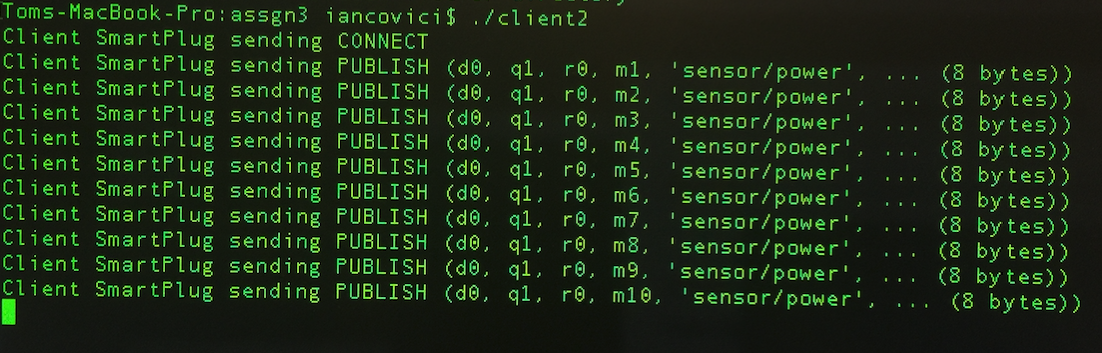 Toms-MacBook-Pro:assgn3 iancovici$ ./client2
Client SmartPlug sending CONNECT
Client SmartPlug sending PUBLISH (d0, q1, r0, m1, 'sensor/power', ... (8 bytes))
Client SmartPlug sending PUBLISH (d0, q1, r0, m2, 'sensor/power', ... (8 bytes))
Client SmartPlug sending PUBLISH (d0, q1, r0, m3, 'sensor/power', ... (8 bytes))
Client SmartPlug sending PUBLISH (d0, q1, r0, m4, 'sensor/power', ... (8 bytes))
Client SmartPlug sending PUBLISH (d0, q1, r0, m5, 'sensor/power', ... (8 bytes))
Client SmartPlug sending PUBLISH (d0, q1, r0, m6, 'sensor/power', ... (8 bytes))
Client SmartPlug sending PUBLISH (d0, q1, r0, m7, 'sensor/power', ... (8 bytes))
Client SmartPlug sending PUBLISH (d0, q1, r0, m8, 'sensor/power', ... (8 bytes))
Client SmartPlug sending PUBLISH (d0, q1, r0, m9, 'sensor/power', ... (8 bytes))
Client SmartPlug sending PUBLISH (d0, q1, r0, m10, 'sensor/power', ... (8 bytes))